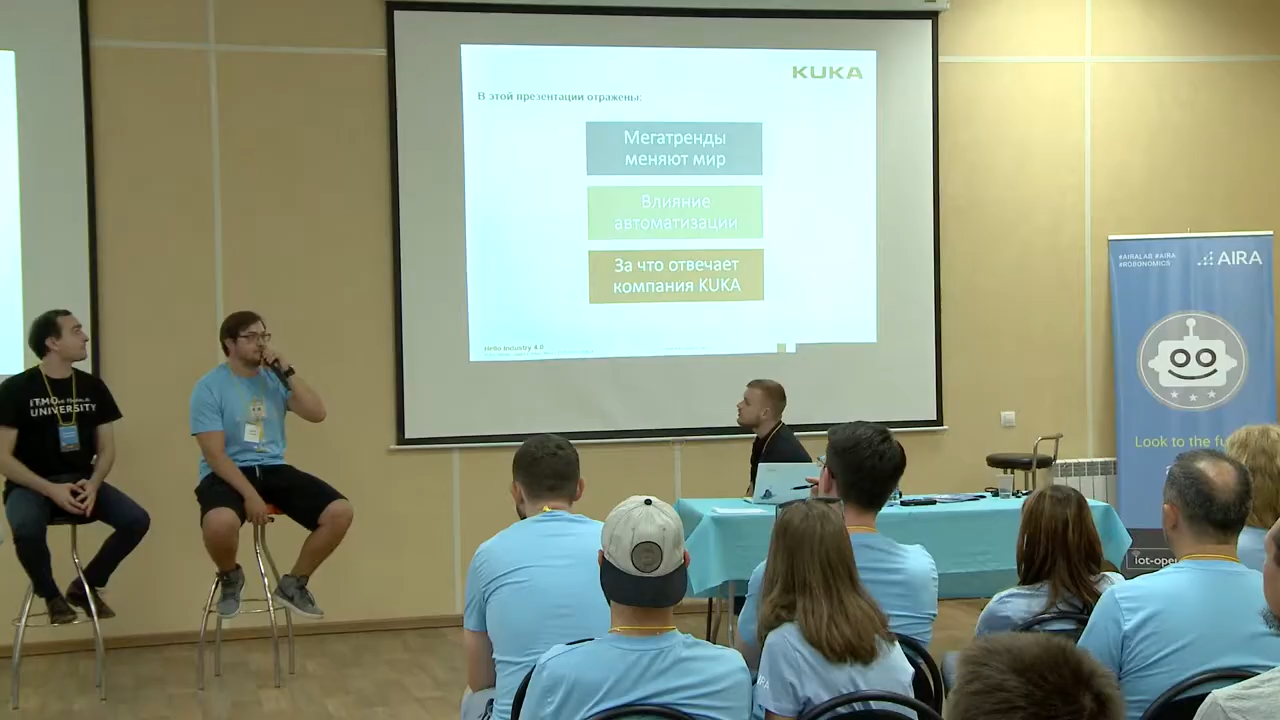 KUKA
В этой презентации отражены:
Мегатренды
меняют мир
Влияние
автоматизации
За что отвечает
компания KUKA
Hello Industry 4.0
#AIRALAB #AIRA
#ROBONOMICS
AIRA
Look to the fu
iot-ope
ITMO
UNIVERSITY